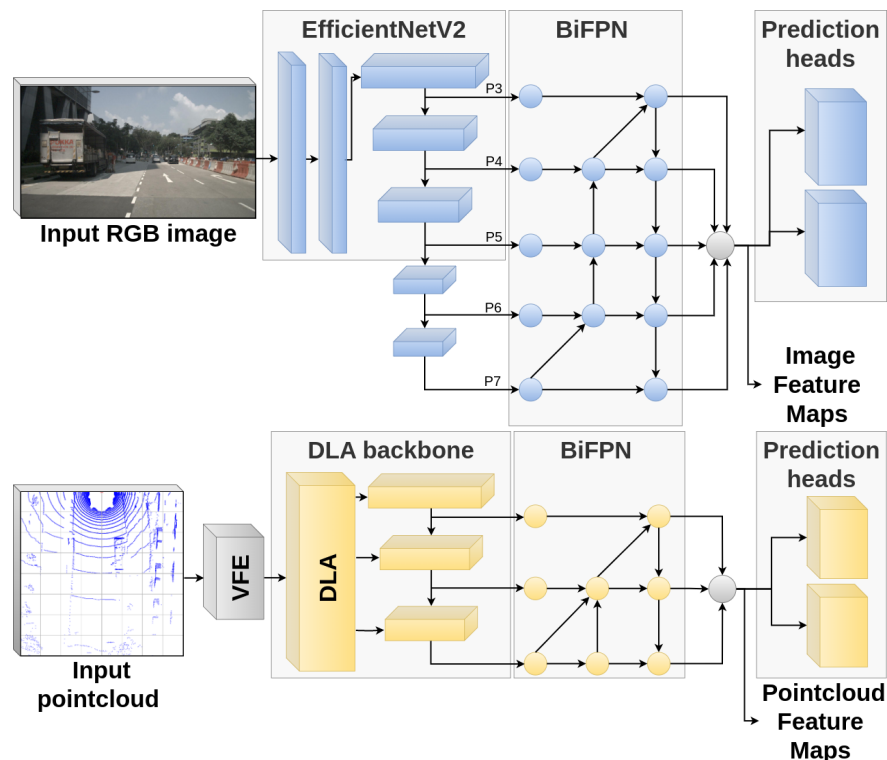 EfficientNetV2
BiFPN
Prediction
heads
P3
P4
P5
P6
P7
Input RGB image
Image
Feature
Maps
DLA backbone
BiFPN
Prediction
heads
VFE
DLA
Input
pointcloud
Pointcloud
Feature
Maps